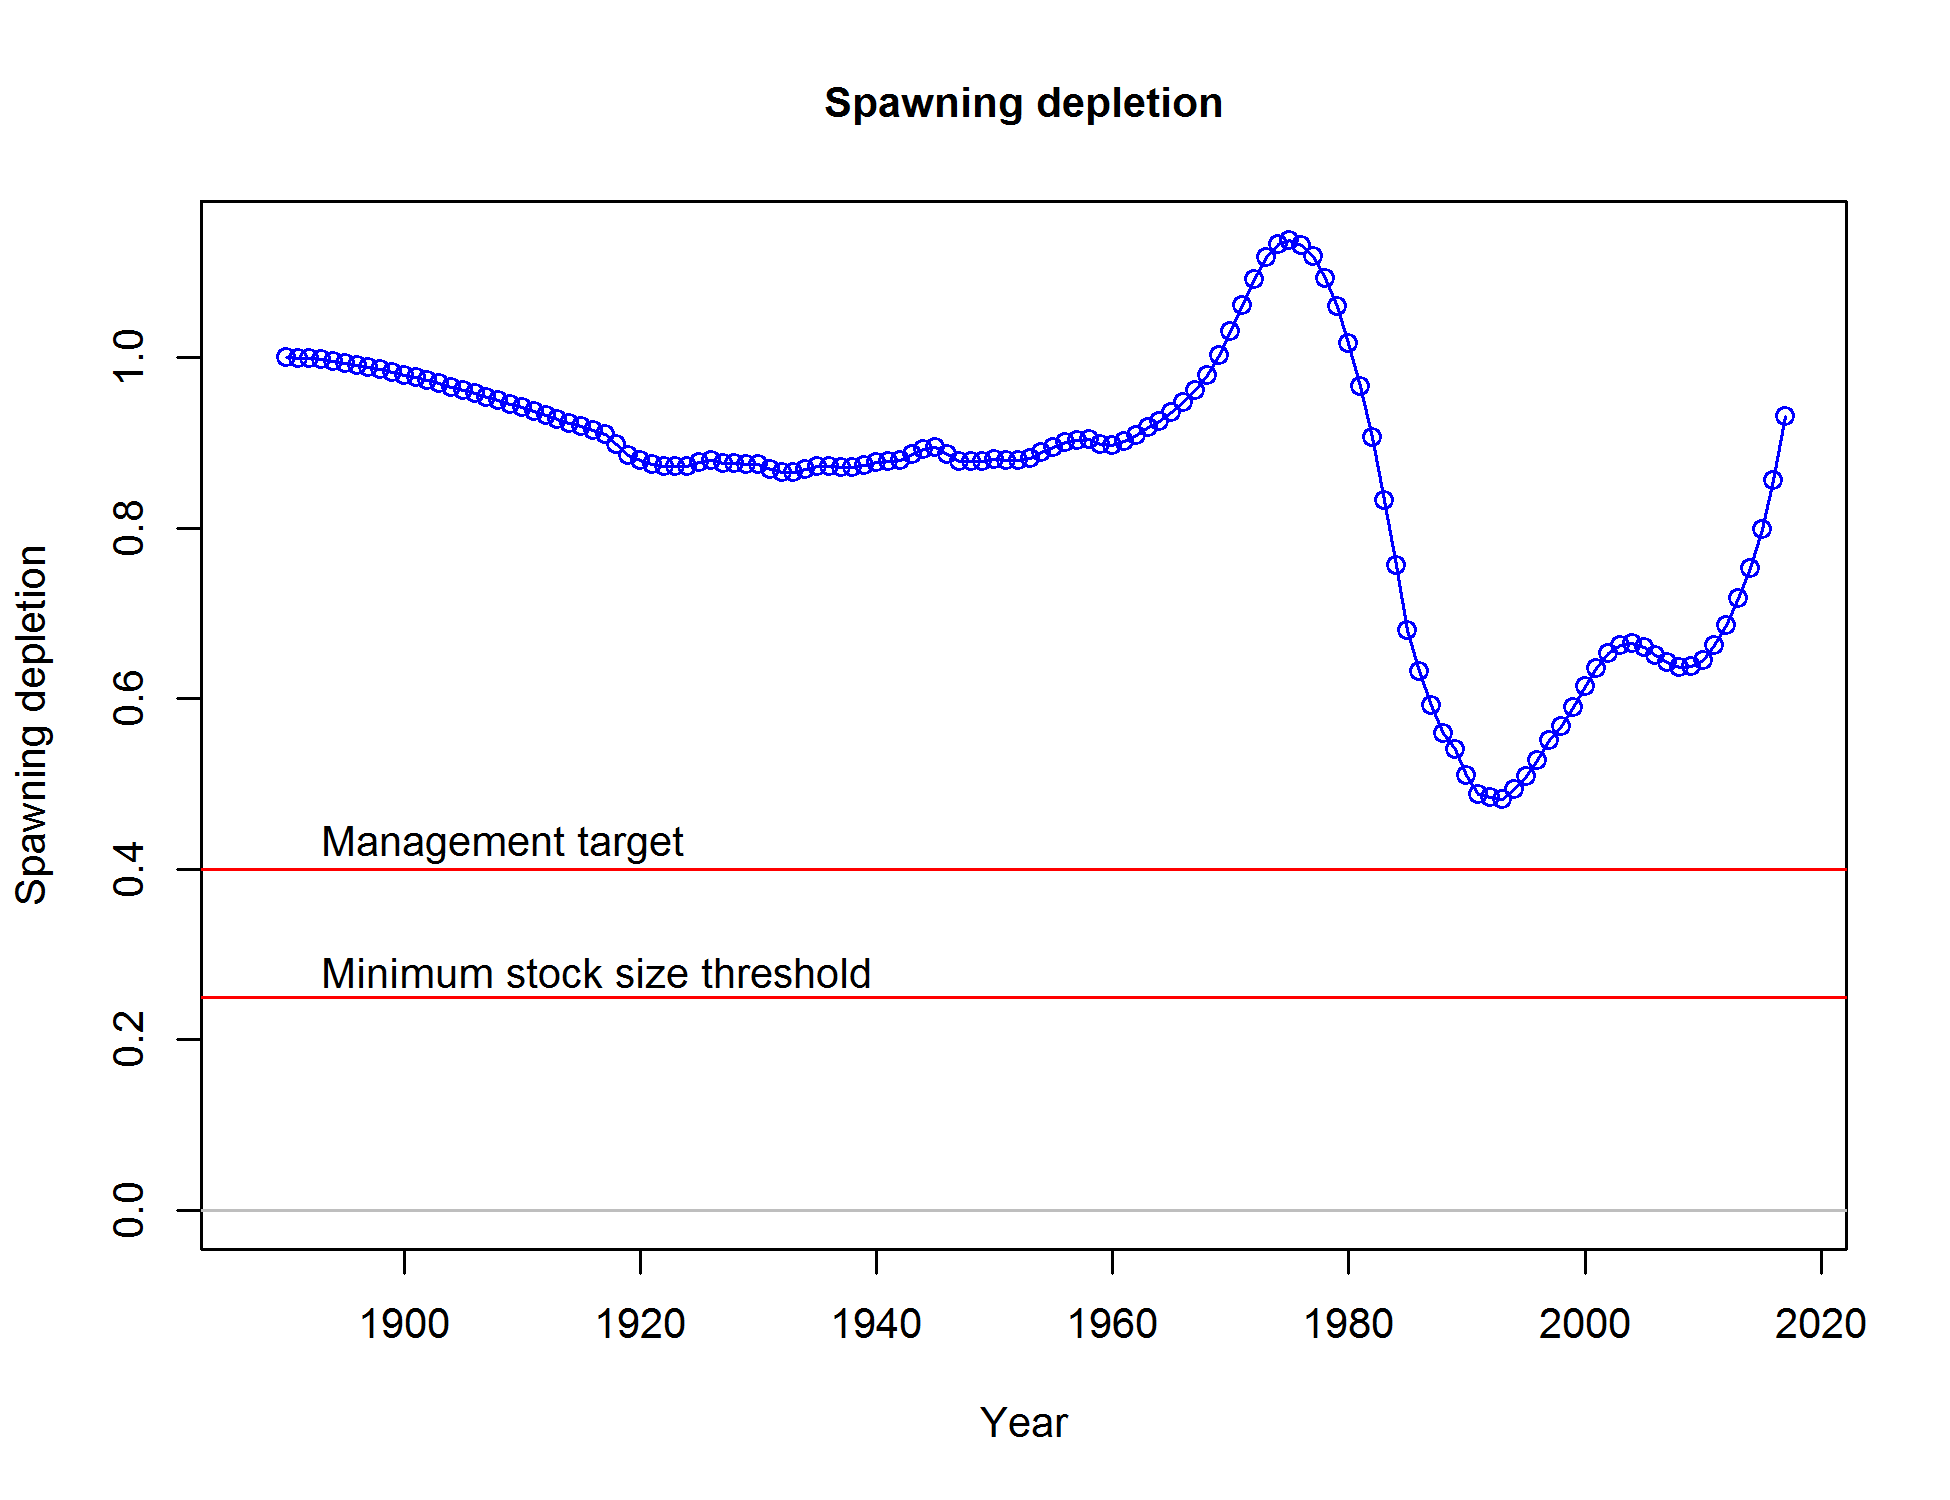 Spawning depletion
Spawning depletion
1.0
0.8
0.6
0.4
0.2
0.0
Management target
Minimum stock size threshold
1900 1920 1940 1960 1980 2000 2020
Year